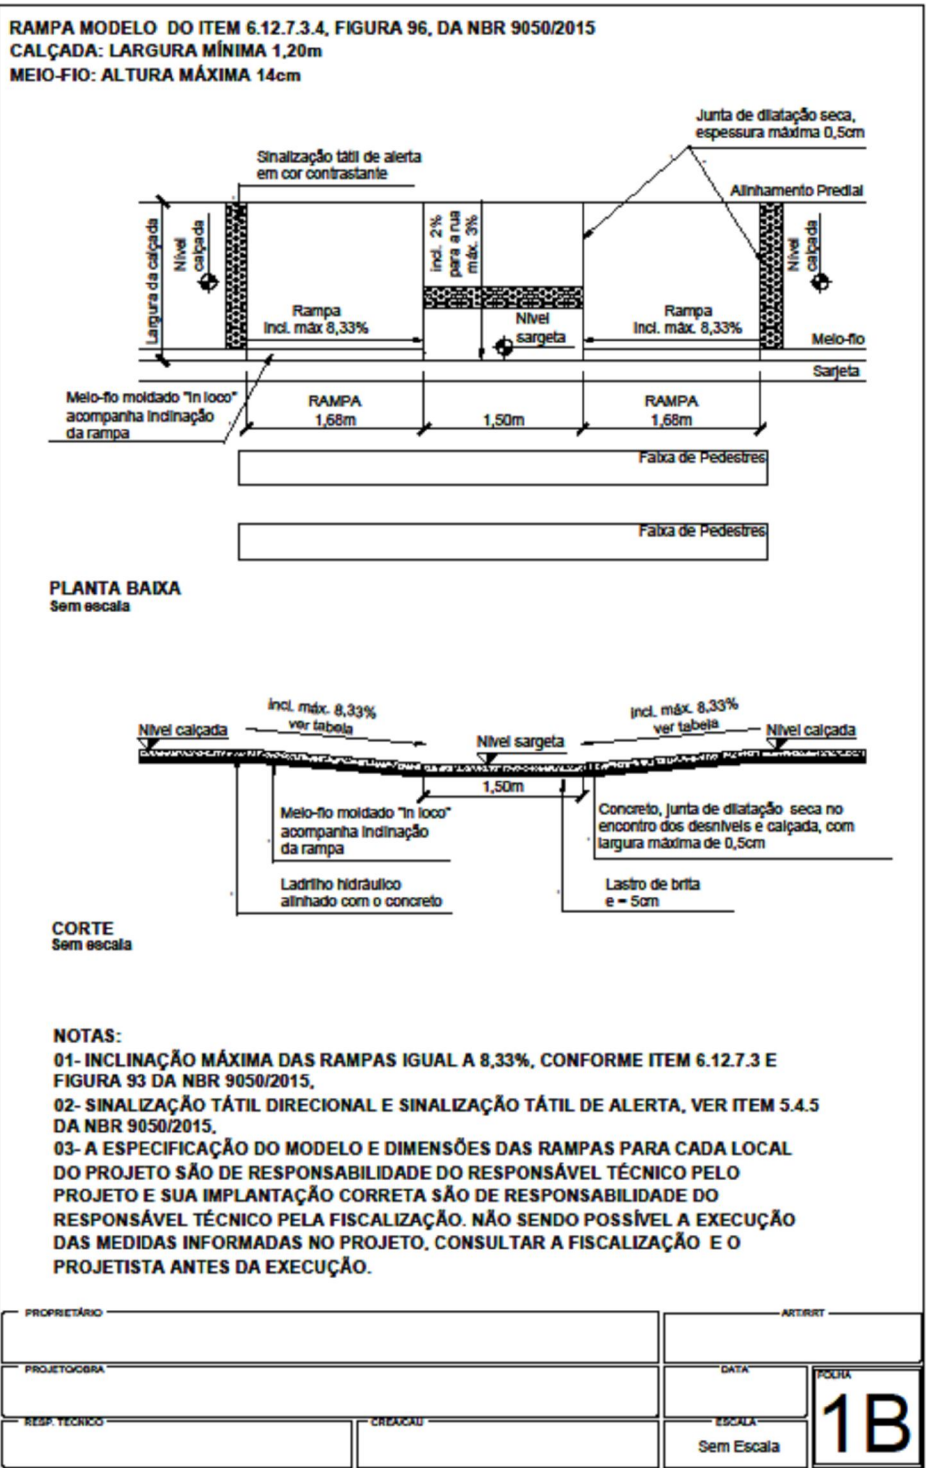 RAMPA MODELO DO ITEM 6.12.7.3.4, FIGURA 96, DA NBR 9050/2015
CALÇADA: LARGURA MÍNIMA 1,20m
MEIO-FIO: ALTURA MÁXIMA 14cm
Junta de dilatação seca,
espessura máxima 0,5cm
Sinalização tátil de alerta
em cor contrastante
Alinhamento Predial
Largura da calçada
Nível
calçada
incl. 2%
para a rua
máx. 3%
Nível
calçada
Rampa
Incl. máx 8,33%
Nível
sargeta
Rampa
Incl. máx. 8,33%
Meio-fio
Sarjeta
Meio-fio moldado "in loco"
acompanha inclinação
da rampa
RAMPA
1,68m
1,50m
RAMPA
1,68m
Faixa de Pedestres
Faixa de Pedestres
PLANTA BAIXA
Sem escala
incl. máx. 8,33%
ver tabela
incl. máx. 8,33%
ver tabela
Nível calçada
Nível sargeta
Nível calçada
1,50m
Meio-fio moldado "in loco"
acompanha inclinação
da rampa
Concreto, junta de dilatação seca no
encontro dos desníveis e calçada, com
largura máxima de 0,5cm
Ladrilho hidráulico
alinhado com o concreto
Lastro de brita
e = 5cm
CORTE
Sem escala
NOTAS:
01- INCLINAÇÃO MÁXIMA DAS RAMPAS IGUAL A 8,33%, CONFORME ITEM 6.12.7.3 E
FIGURA 93 DA NBR 9050/2015,
02- SINALIZAÇÃO TÁTIL DIRECIONAL E SINALIZAÇÃO TÁTIL DE ALERTA, VER ITEM 5.4.5
DA NBR 9050/2015,
03- A ESPECIFICAÇÃO DO MODELO E DIMENSÕES DAS RAMPAS PARA CADA LOCAL
DO PROJETO SÃO DE RESPONSABILIDADE DO RESPONSÁVEL TÉCNICO PELO
PROJETO E SUA IMPLANTAÇÃO CORRETA SÃO DE RESPONSABILIDADE DO
RESPONSÁVEL TÉCNICO PELA FISCALIZAÇÃO. NÃO SENDO POSSÍVEL A EXECUÇÃO
DAS MEDIDAS INFORMADAS NO PROJETO, CONSULTAR A FISCALIZAÇÃO E O
PROJETISTA ANTES DA EXECUÇÃO.
PROPRIETÁRIO
ART/RRT
PROJETO/OBRA
DATA
FOLHA
1B
RESP. TÉCNICO
CREA/CAU
ESCALA
Sem Escala